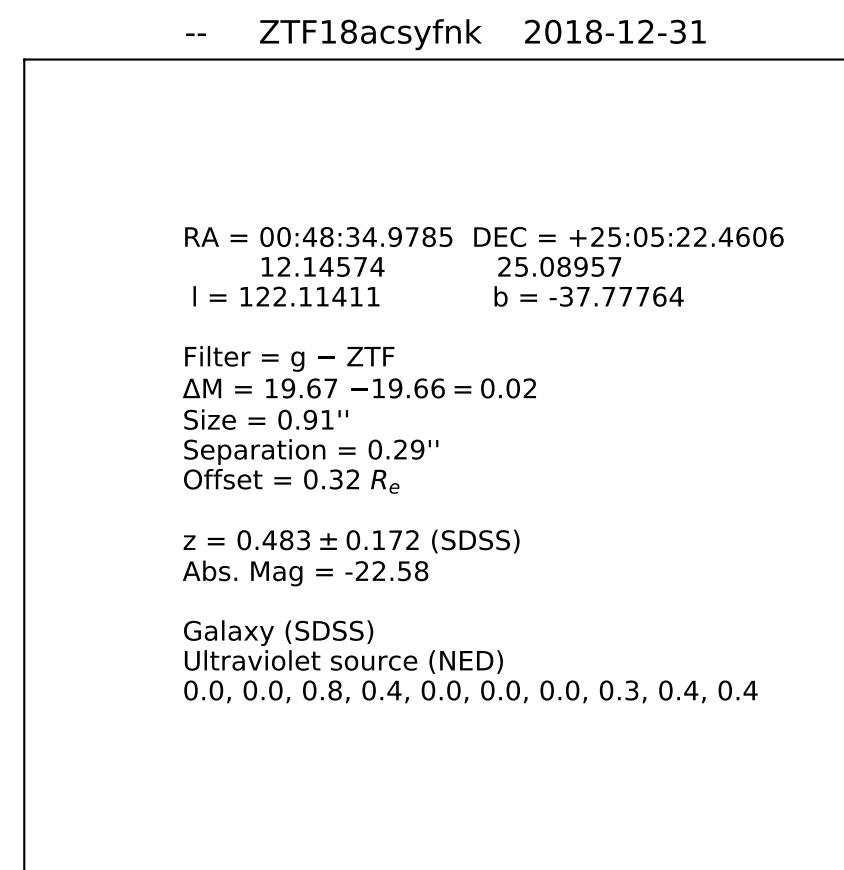 -- ZTF18acsyfnk 2018-12-31
RA = 00:48:34.9785 DEC = +25:05:22.4606
12.14574 25.08957
l = 122.11411 b = -37.77764
Filter = g − ZTF
ΔM = 19.67 −19.66 = 0.02
Size = 0.91''
Separation = 0.29''
Offset = 0.32 Re
z = 0.483 ± 0.172 (SDSS)
Abs. Mag = -22.58
Galaxy (SDSS)
Ultraviolet source (NED)
0.0, 0.0, 0.8, 0.4, 0.0, 0.0, 0.0, 0.3, 0.4, 0.4